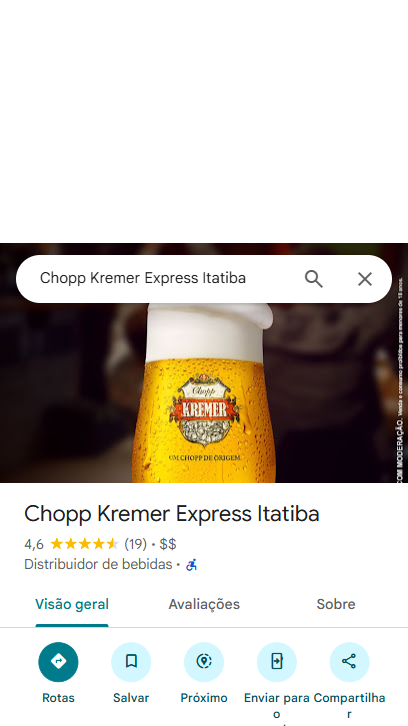 Chopp Kremer Express Itatiba
COM MODERAÇÃO. Venda e consumo proibidos para menores de 18 anos.
Chopp
KREMER
UM CHOPP DE ORIGEM.
Chopp Kremer Express Itatiba
4,6 (19) · $$
Distribuidor de bebidas ·
Visão geral
Avaliações
Sobre
Rotas
Salvar
Próximo
Enviar para o
Compartilhar